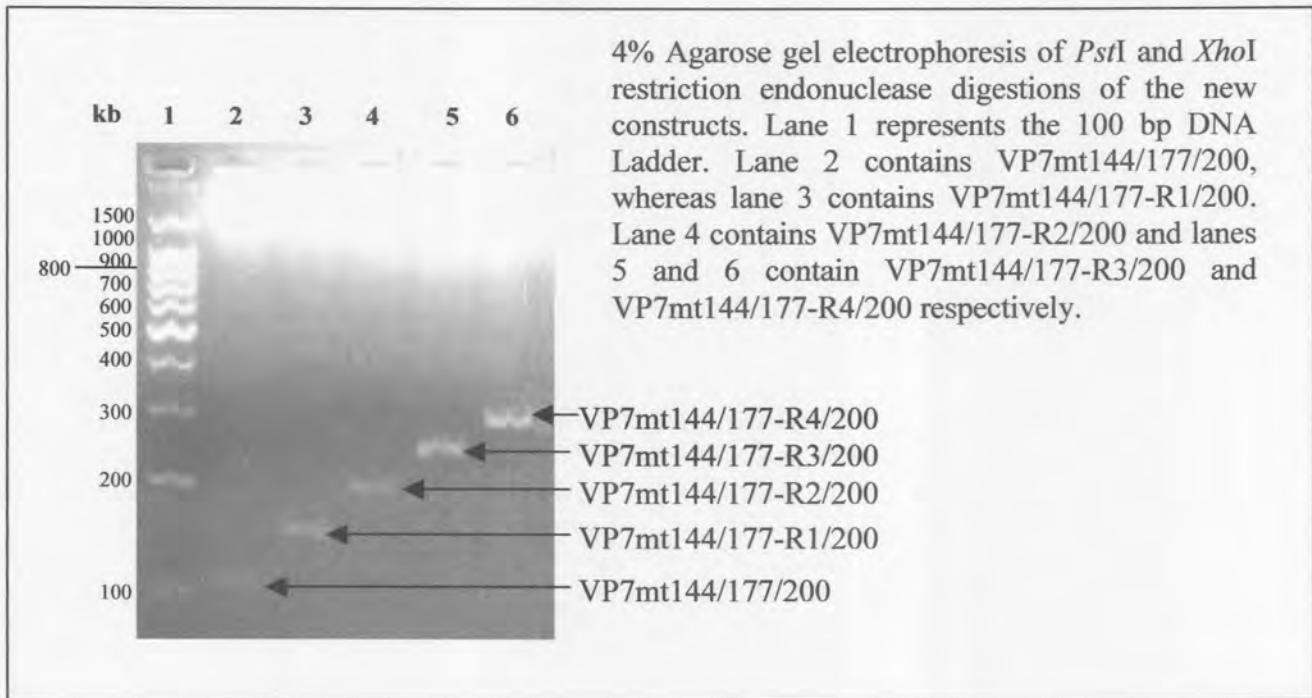 4% Agarose gel electrophoresis of PstI and XhoI
restriction endonuclease digestions of the new
constructs. Lane 1 represents the 100 bp DNA
Ladder. Lane 2 contains VP7mt144/177/200,
whereas lane 3 contains VP7mt144/177-R1/200.
Lane 4 contains VP7mt144/177-R2/200 and lanes
5 and 6 contain VP7mt144/177-R3/200 and
VP7mt144/177-R4/200 respectively.
kb 1 2 3 4 5 6
1500
1000
900
800
700
600
500
400
300
200
100
VP7mt144/177-R4/200
VP7mt144/177-R3/200
VP7mt144/177-R2/200
VP7mt144/177-R1/200
VP7mt144/177/200